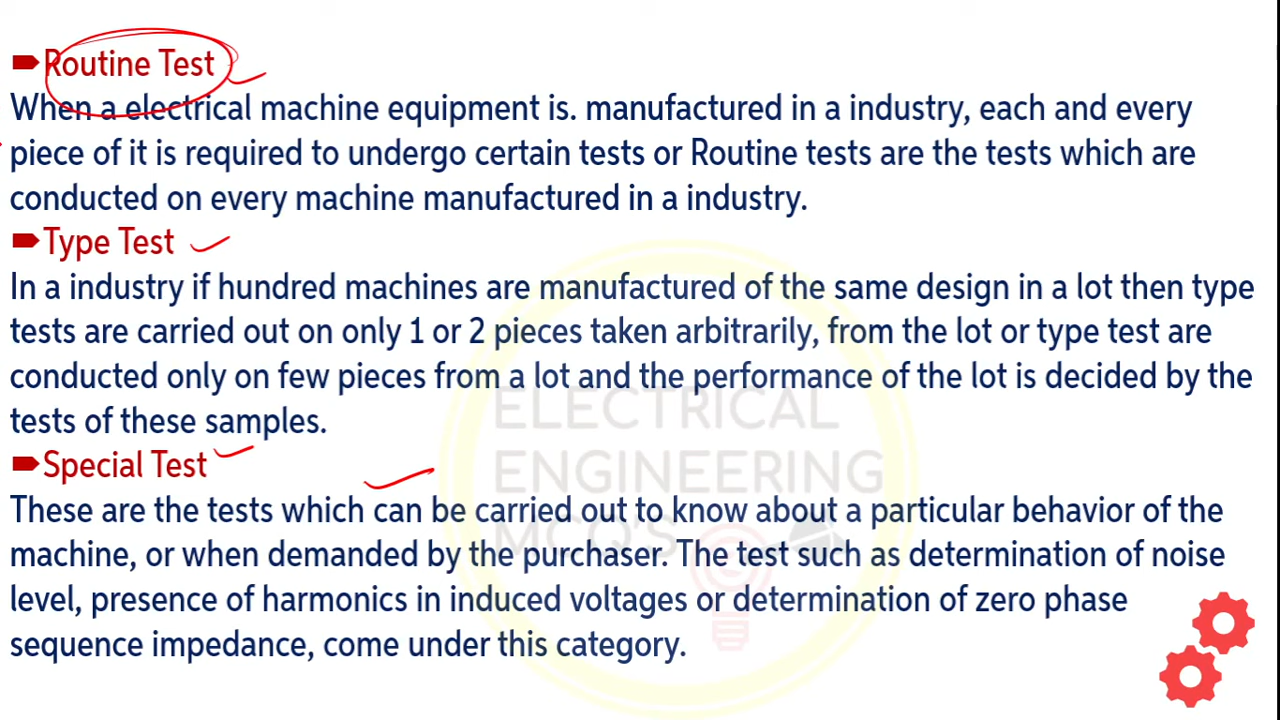 Routine Test
When a electrical machine equipment is. manufactured in a industry, each and every
piece of it is required to undergo certain tests or Routine tests are the tests which are
conducted on every machine manufactured in a industry.
Type Test
In a industry if hundred machines are manufactured of the same design in a lot then type
tests are carried out on only 1 or 2 pieces taken arbitrarily, from the lot or type test are
conducted only on few pieces from a lot and the performance of the lot is decided by the
tests of these samples.
Special Test
These are the tests which can be carried out to know about a particular behavior of the
machine, or when demanded by the purchaser. The test such as determination of noise
level, presence of harmonics in induced voltages or determination of zero phase
sequence impedance, come under this category.
ELECTRICAL
ENGINEERING
MCQ'S